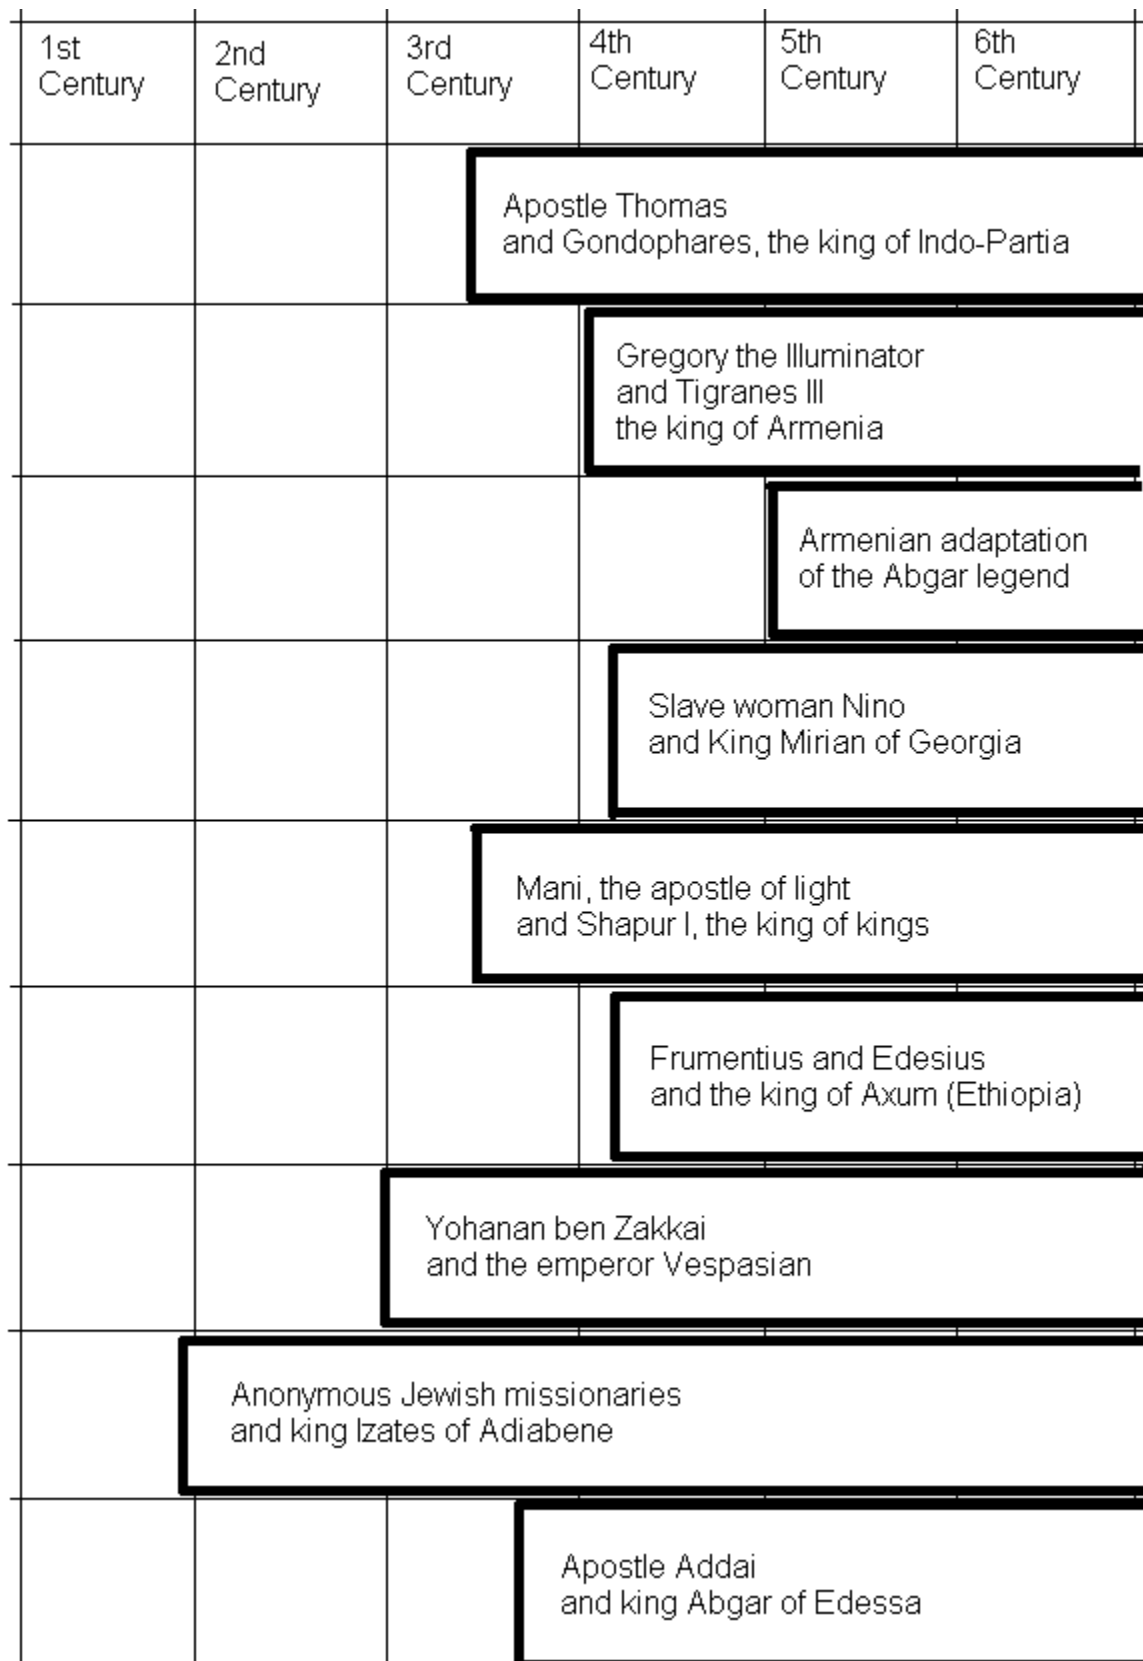 1st
Century
2nd
Century
3rd
Century
4th
Century
5th
Century
6th
Century
Apostle Thomas
and Gondophares, the king of Indo-Partia
Gregory the Illuminator
and Tigranes III
the king of Armenia
Armenian adaptation
of the Abgar legend
Slave woman Nino
and King Mirian of Georgia
Mani, the apostle of light
and Shapur I, the king of kings
Frumentius and Edesius
and the king of Axum (Ethiopia)
Yohanan ben Zakkai
and the emperor Vespasian
Anonymous Jewish missionaries
and king Izates of Adiabene
Apostle Addai
and king Abgar of Edessa